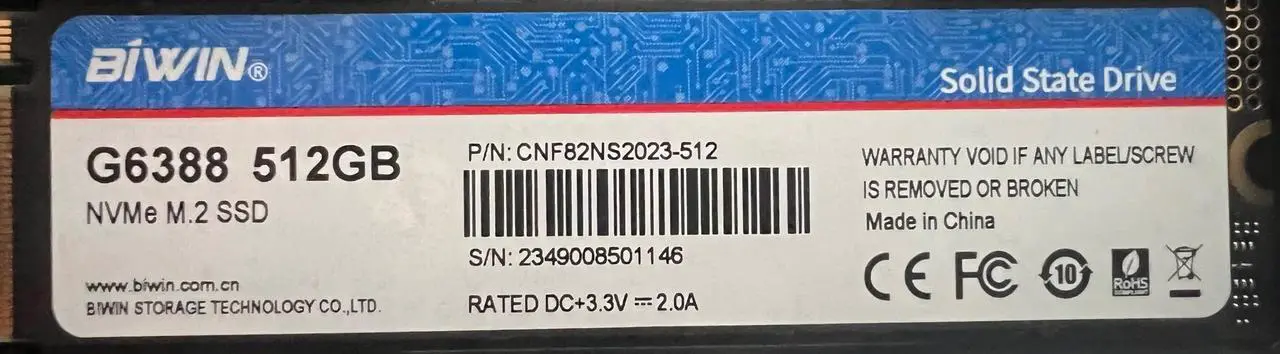 BIWIN®
Solid State Drive
G6388 512GB
NVMe M.2 SSD
www.biwin.com.cn
BIWIN STORAGE TECHNOLOGY CO.,LTD.
P/N: CNF82NS2023-512
S/N: 2349008501146
RATED DC+3.3V ⎓ 2.0A
WARRANTY VOID IF ANY LABEL/SCREW
IS REMOVED OR BROKEN
Made in China
CE FC 10 RoHS
COMPLIANT